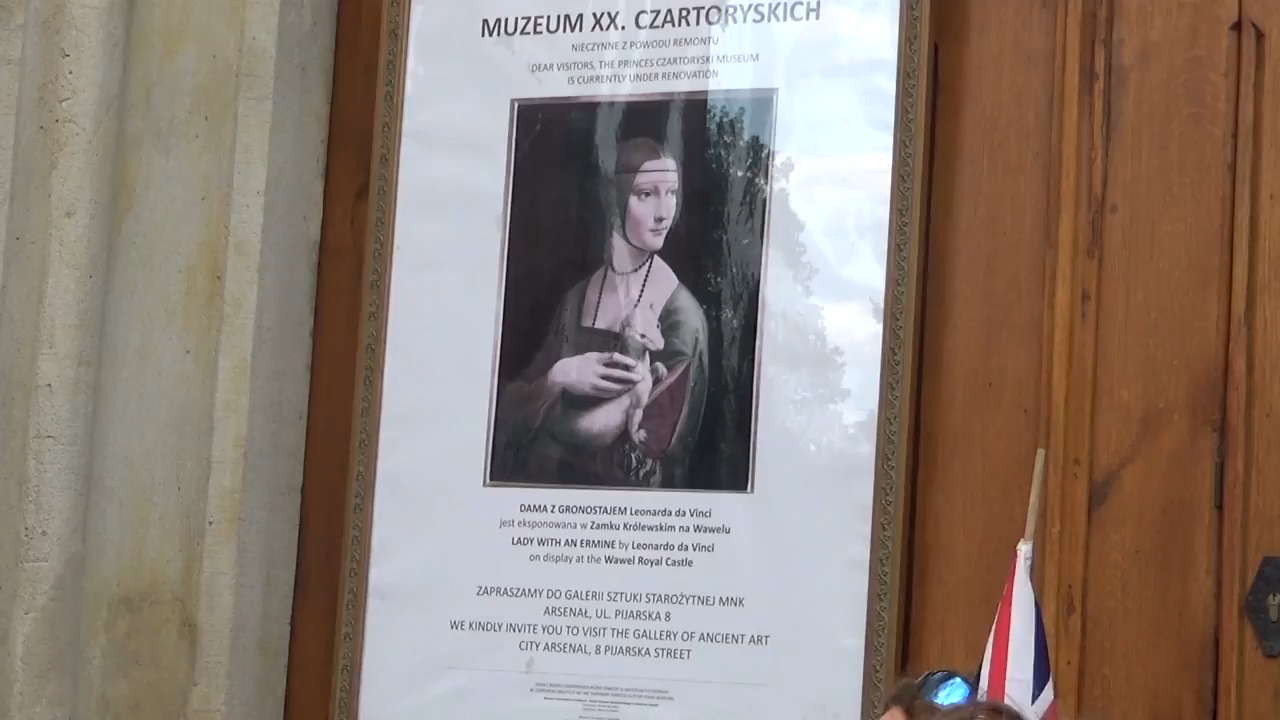 MUZEUM XX. CZARTORYSKICH
NIECZYNNE Z POWODU REMONTU
DEAR VISITORS, THE PRINCES CZARTORYSKI MUSEUM
IS CURRENTLY UNDER RENOVATION
DAMA Z GRONOSTAJEM Leonarda da Vinci
jest eksponowana w Zamku Królewskim na Wawelu
LADY WITH AN ERMINE by Leonardo da Vinci
on display at the Wawel Royal Castle
ZAPRASZAMY DO GALERII SZTUKI STAROŻYTNEJ MNK
ARSENAŁ, UL. PIJARSKA 8
WE KINDLY INVITE YOU TO VISIT THE GALLERY OF ANCIENT ART
CITY ARSENAL, 8 PIJARSKA STREET